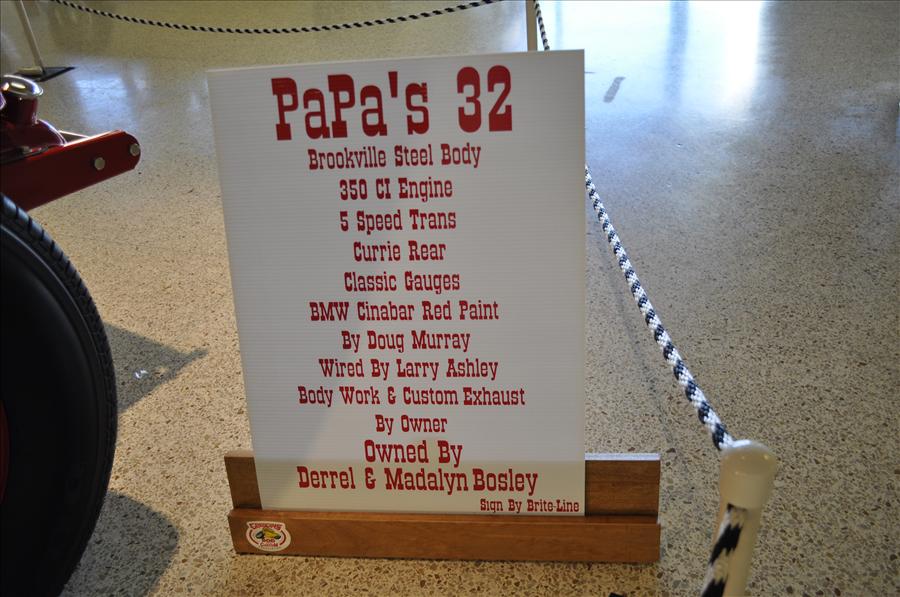 PaPa's 32
Brookville Steel Body
350 CI Engine
5 Speed Trans
Currie Rear
Classic Gauges
BMW Cinabar Red Paint
By Doug Murray
Wired By Larry Ashley
Body Work & Custom Exhaust
By Owner
Owned By
Derrel & Madalyn Bosley
Sign By Brite-Line